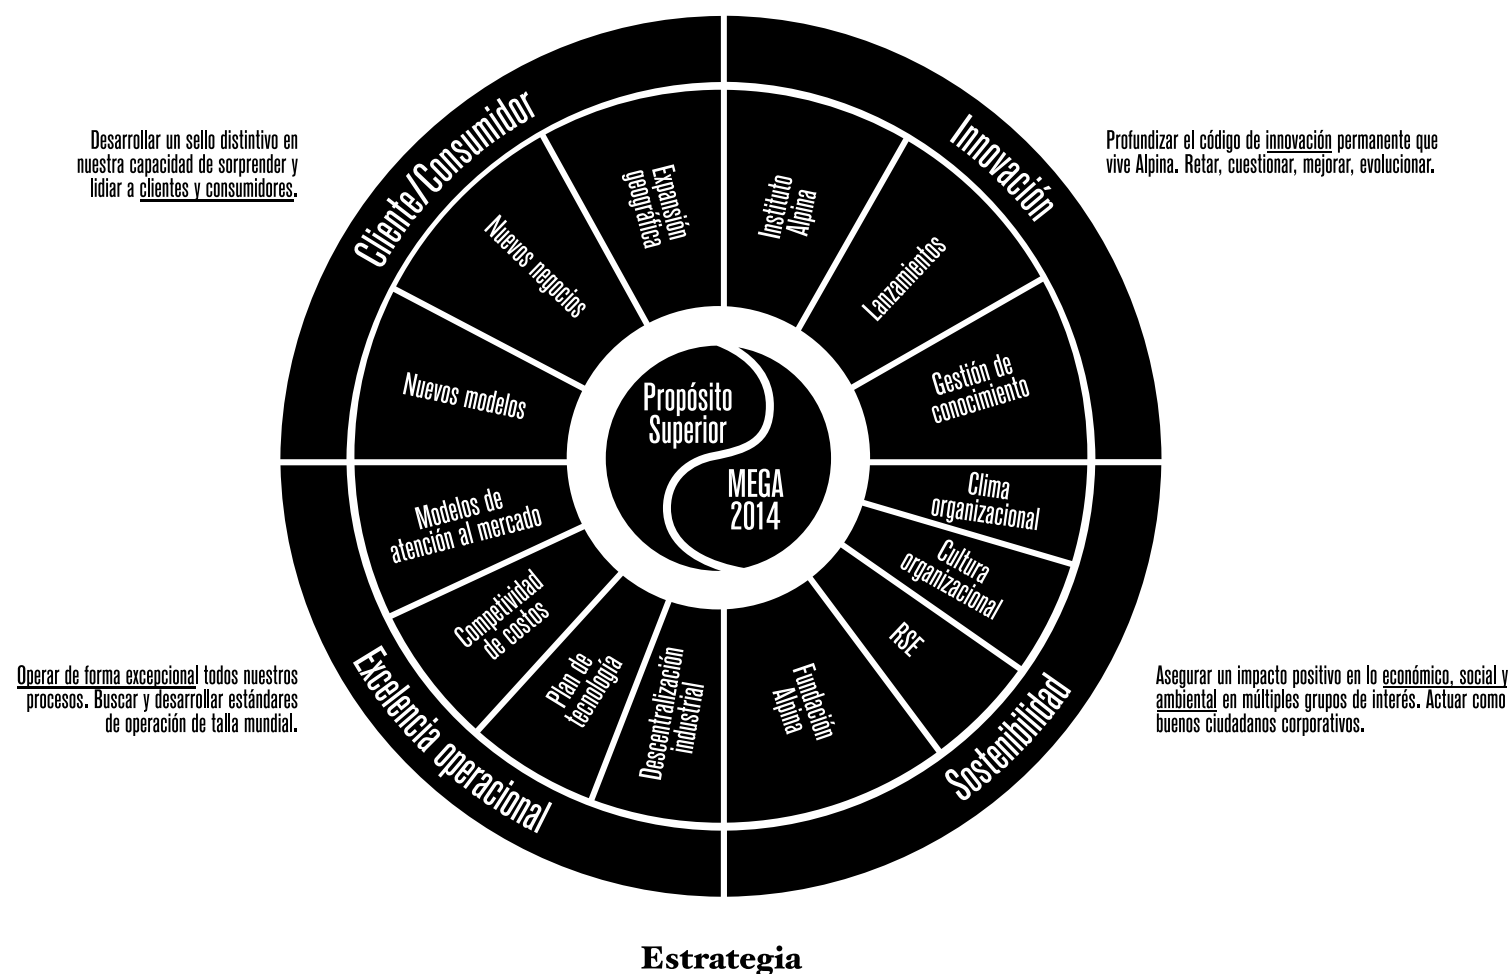 Desarrollar un sello distintivo en
nuestra capacidad de sorprender y
lidiar a clientes y consumidores.
Profundizar el código de innovación permanente que
vive Alpina. Retar, cuestionar, mejorar, evolucionar.
Cliente/Consumidor
Innovación
Nuevos modelos
Nuevos negocios
Expansión
geográfica
Instituto
Alpina
Lanzamientos
Gestión de
conocimiento
Propósito
Superior
MEGA
2014
Modelos de
atención al mercado
Competividad
de costos
Plan de
tecnología
Descentralización
industrial
Fundación
Alpina
RSE
Cultura
organizacional
Clima
organizacional
Excelencia operacional
Sostenibilidad
Operar de forma excepcional todos nuestros
procesos. Buscar y desarrollar estándares
de operación de talla mundial.
Asegurar un impacto positivo en lo económico, social y
ambiental en múltiples grupos de interés. Actuar como
buenos ciudadanos corporativos.
Estrategia